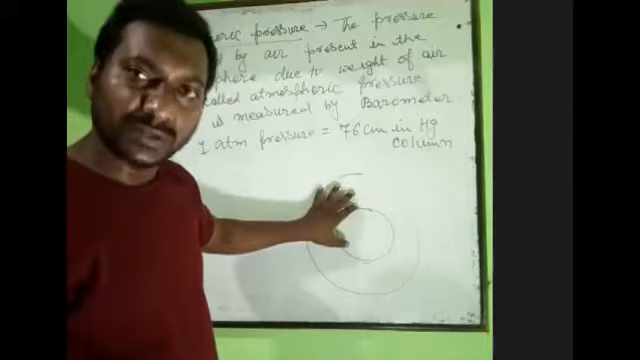 eric pressure → The pressure
by air present in the
phere due to weight of air
called atmospheric pressure
is measured by Barometer
1 atm pressure = 76 cm in Hg
column